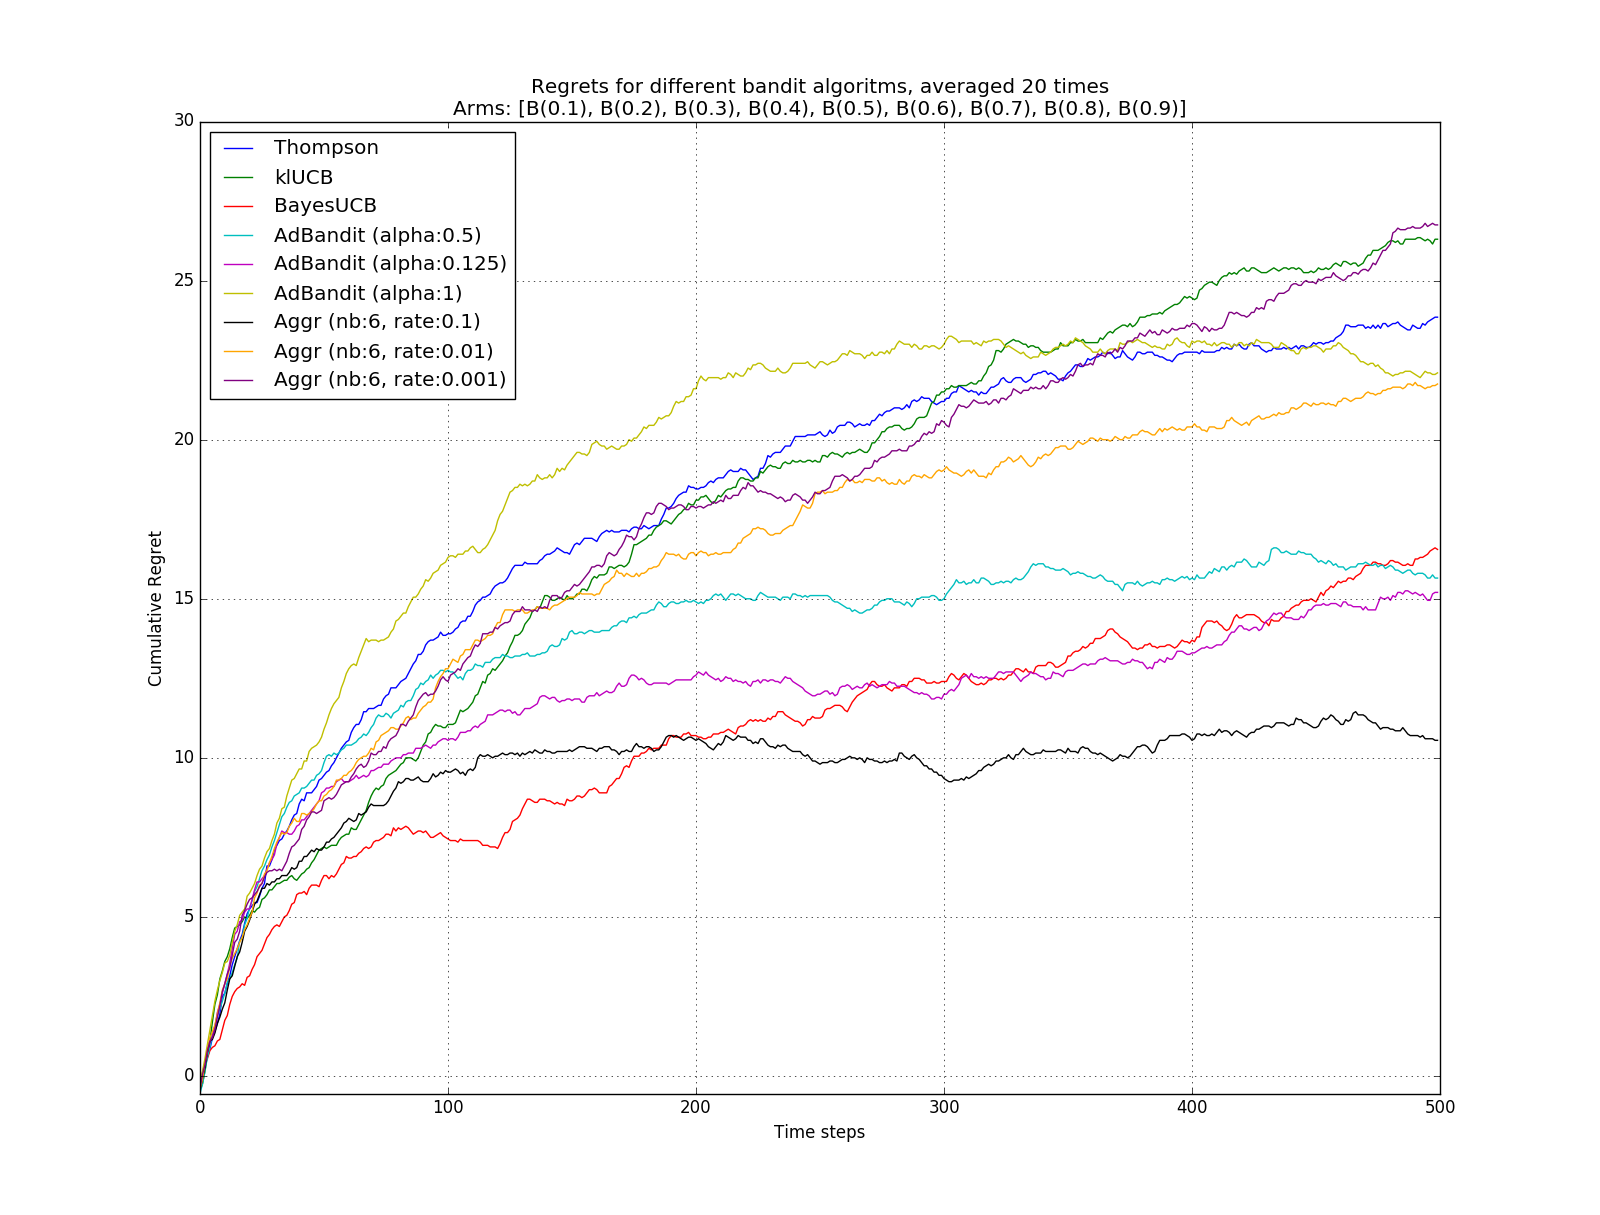 Regrets for different bandit algoritms, averaged 20 times
Arms: [B(0.1), B(0.2), B(0.3), B(0.4), B(0.5), B(0.6), B(0.7), B(0.8), B(0.9)]
30
25
20
15
10
5
0
Cumulative Regret
Thompson
klUCB
BayesUCB
AdBandit (alpha:0.5)
AdBandit (alpha:0.125)
AdBandit (alpha:1)
Aggr (nb:6, rate:0.1)
Aggr (nb:6, rate:0.01)
Aggr (nb:6, rate:0.001)
0 100 200 300 400 500
Time steps